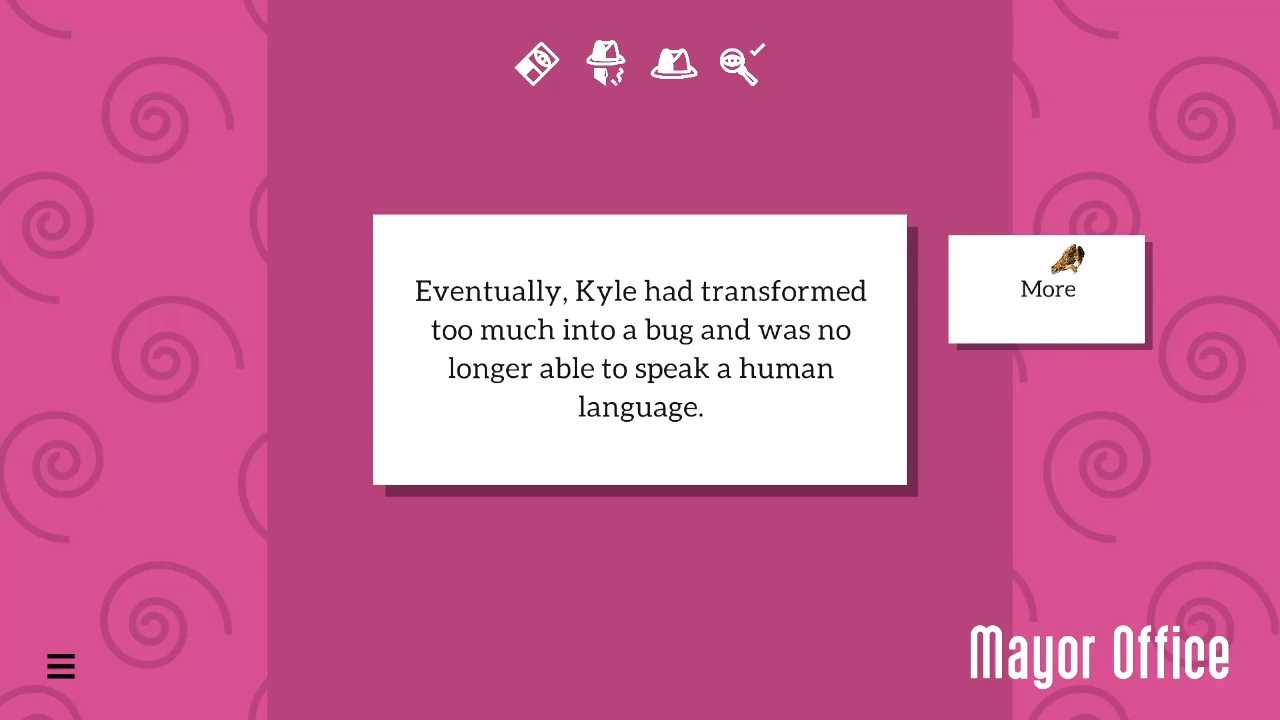 Eventually, Kyle had transformed
too much into a bug and was no
longer able to speak a human
language.
More
Mayor Office